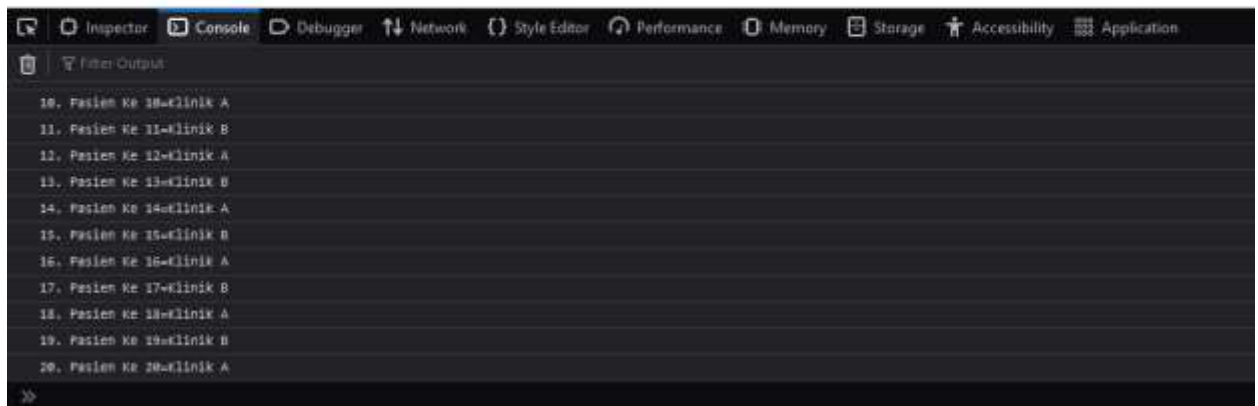 Inspector Console Debugger Network Style Editor Performance Memory Storage Accessibility Application
Filter Output
10. Pasien Ke 10=Klinik A
11. Pasien Ke 11=Klinik B
12. Pasien Ke 12=Klinik A
13. Pasien Ke 13=Klinik B
14. Pasien Ke 14=Klinik A
15. Pasien Ke 15=Klinik B
16. Pasien Ke 16=Klinik A
17. Pasien Ke 17=Klinik B
18. Pasien Ke 18=Klinik A
19. Pasien Ke 19=Klinik B
20. Pasien Ke 20=Klinik A